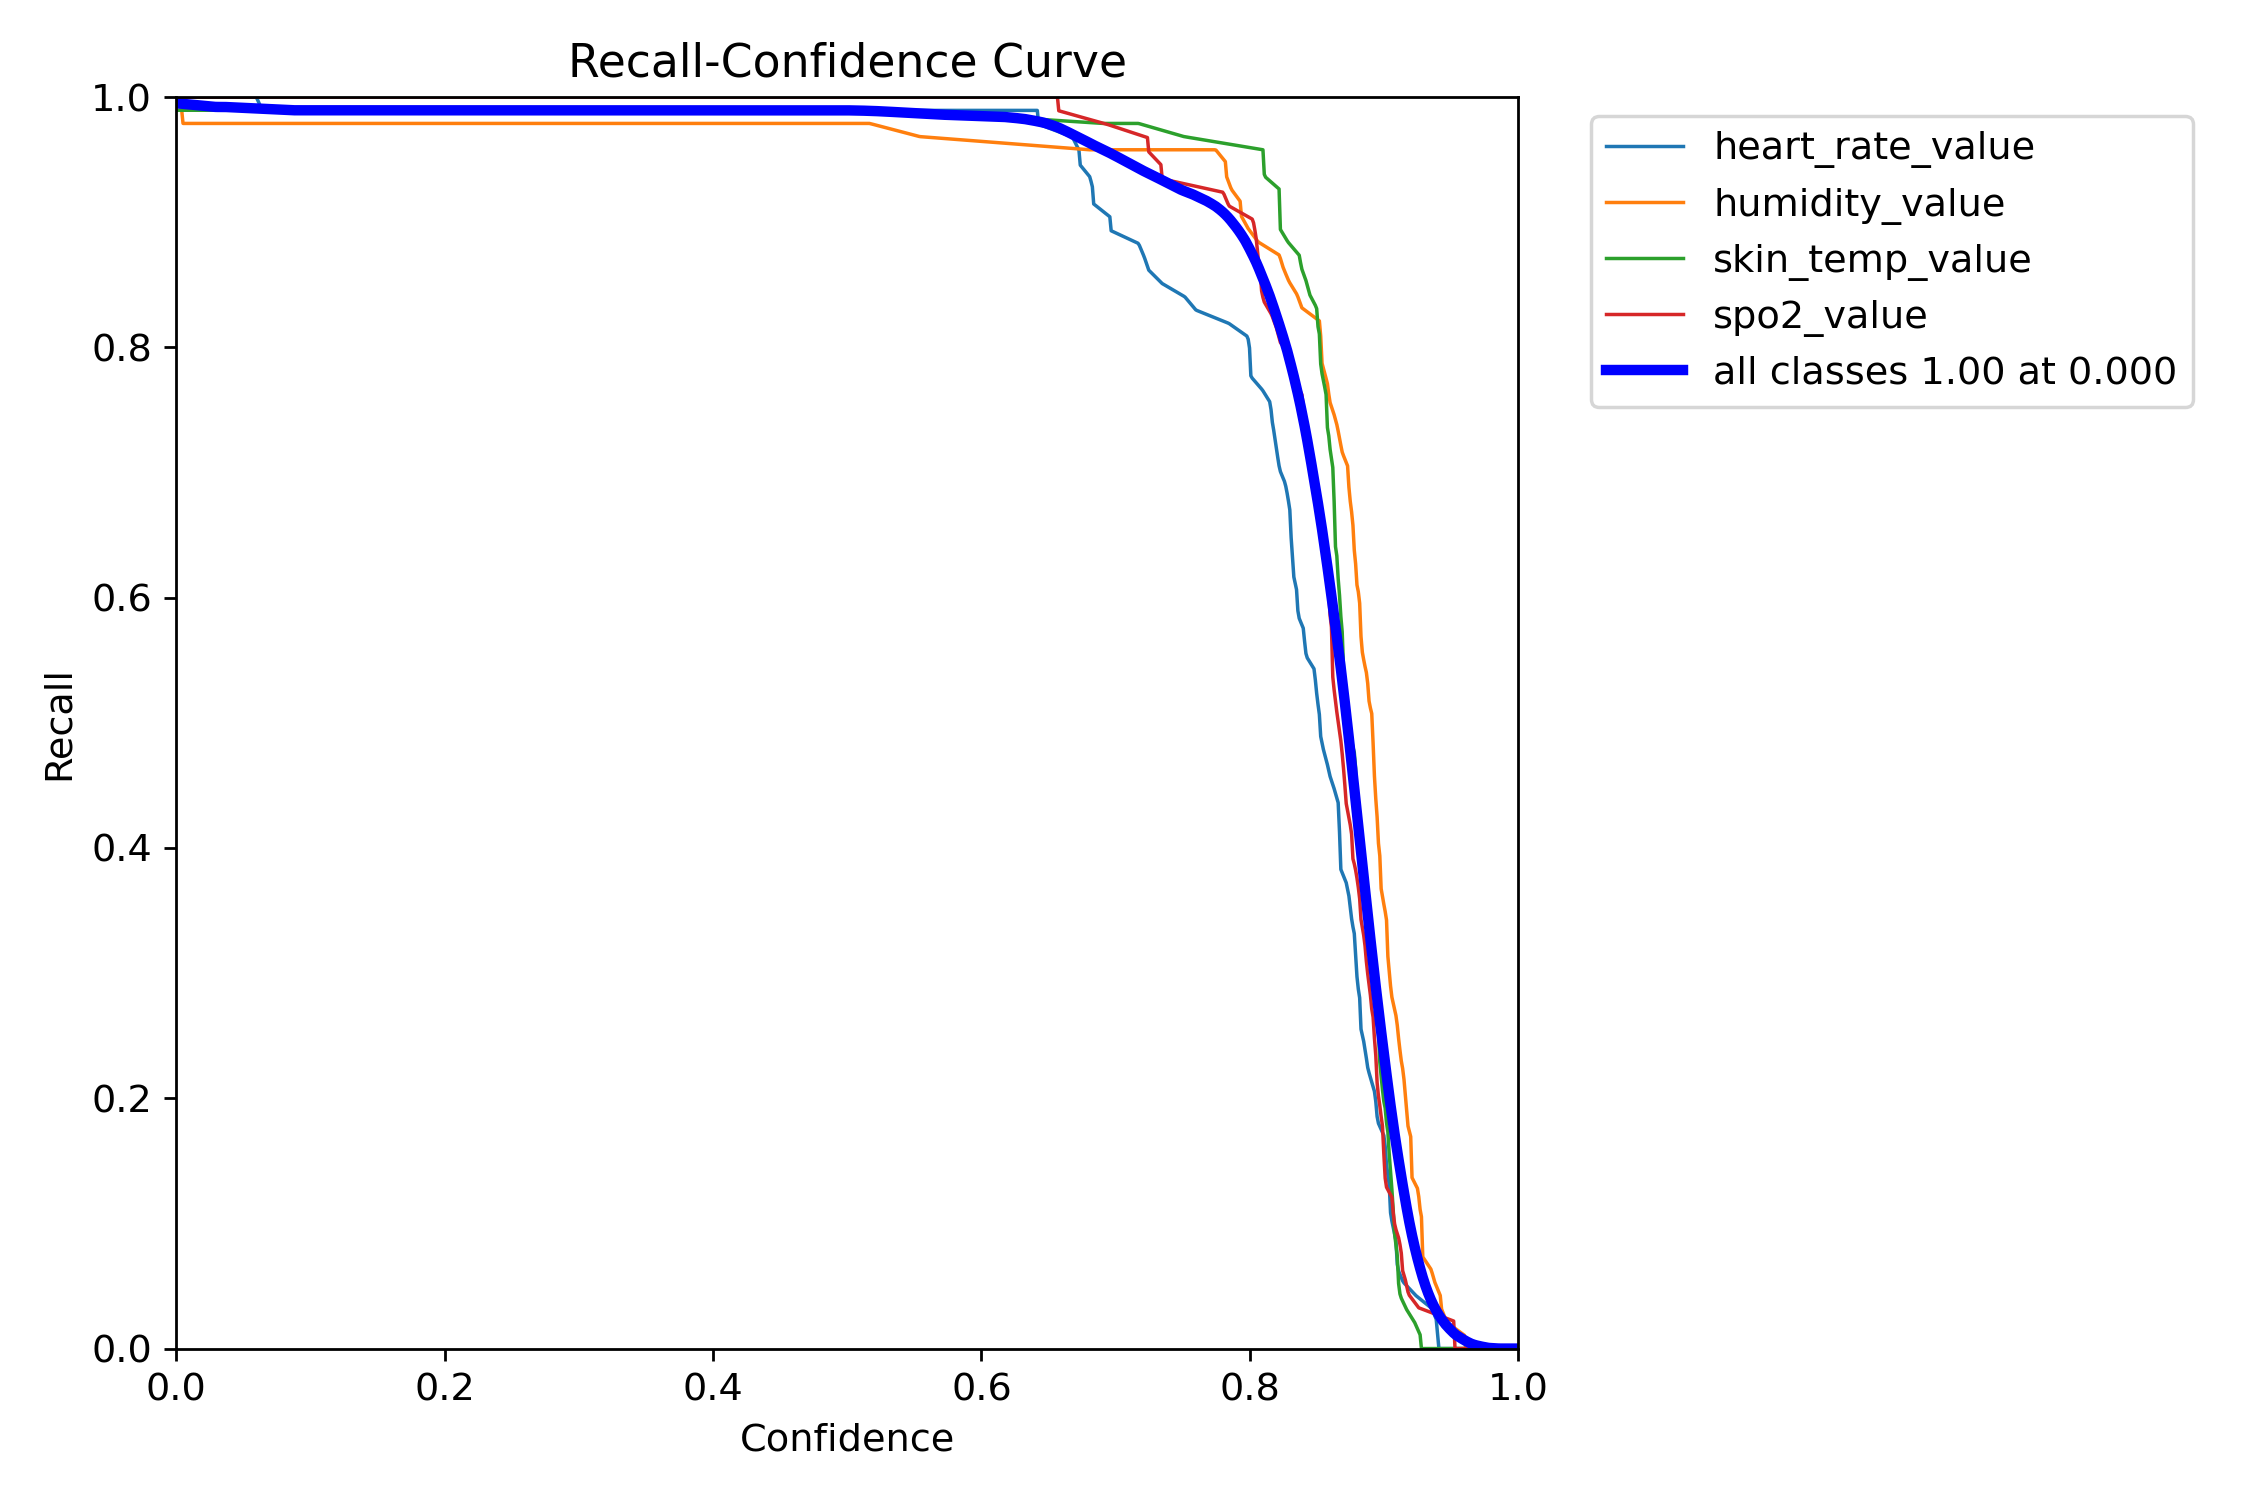 Recall-Confidence Curve
1.0
0.8
0.6
0.4
0.2
0.0
Recall
0.0 0.2 0.4 0.6 0.8 1.0
Confidence
heart_rate_value
humidity_value
skin_temp_value
spo2_value
all classes 1.00 at 0.000